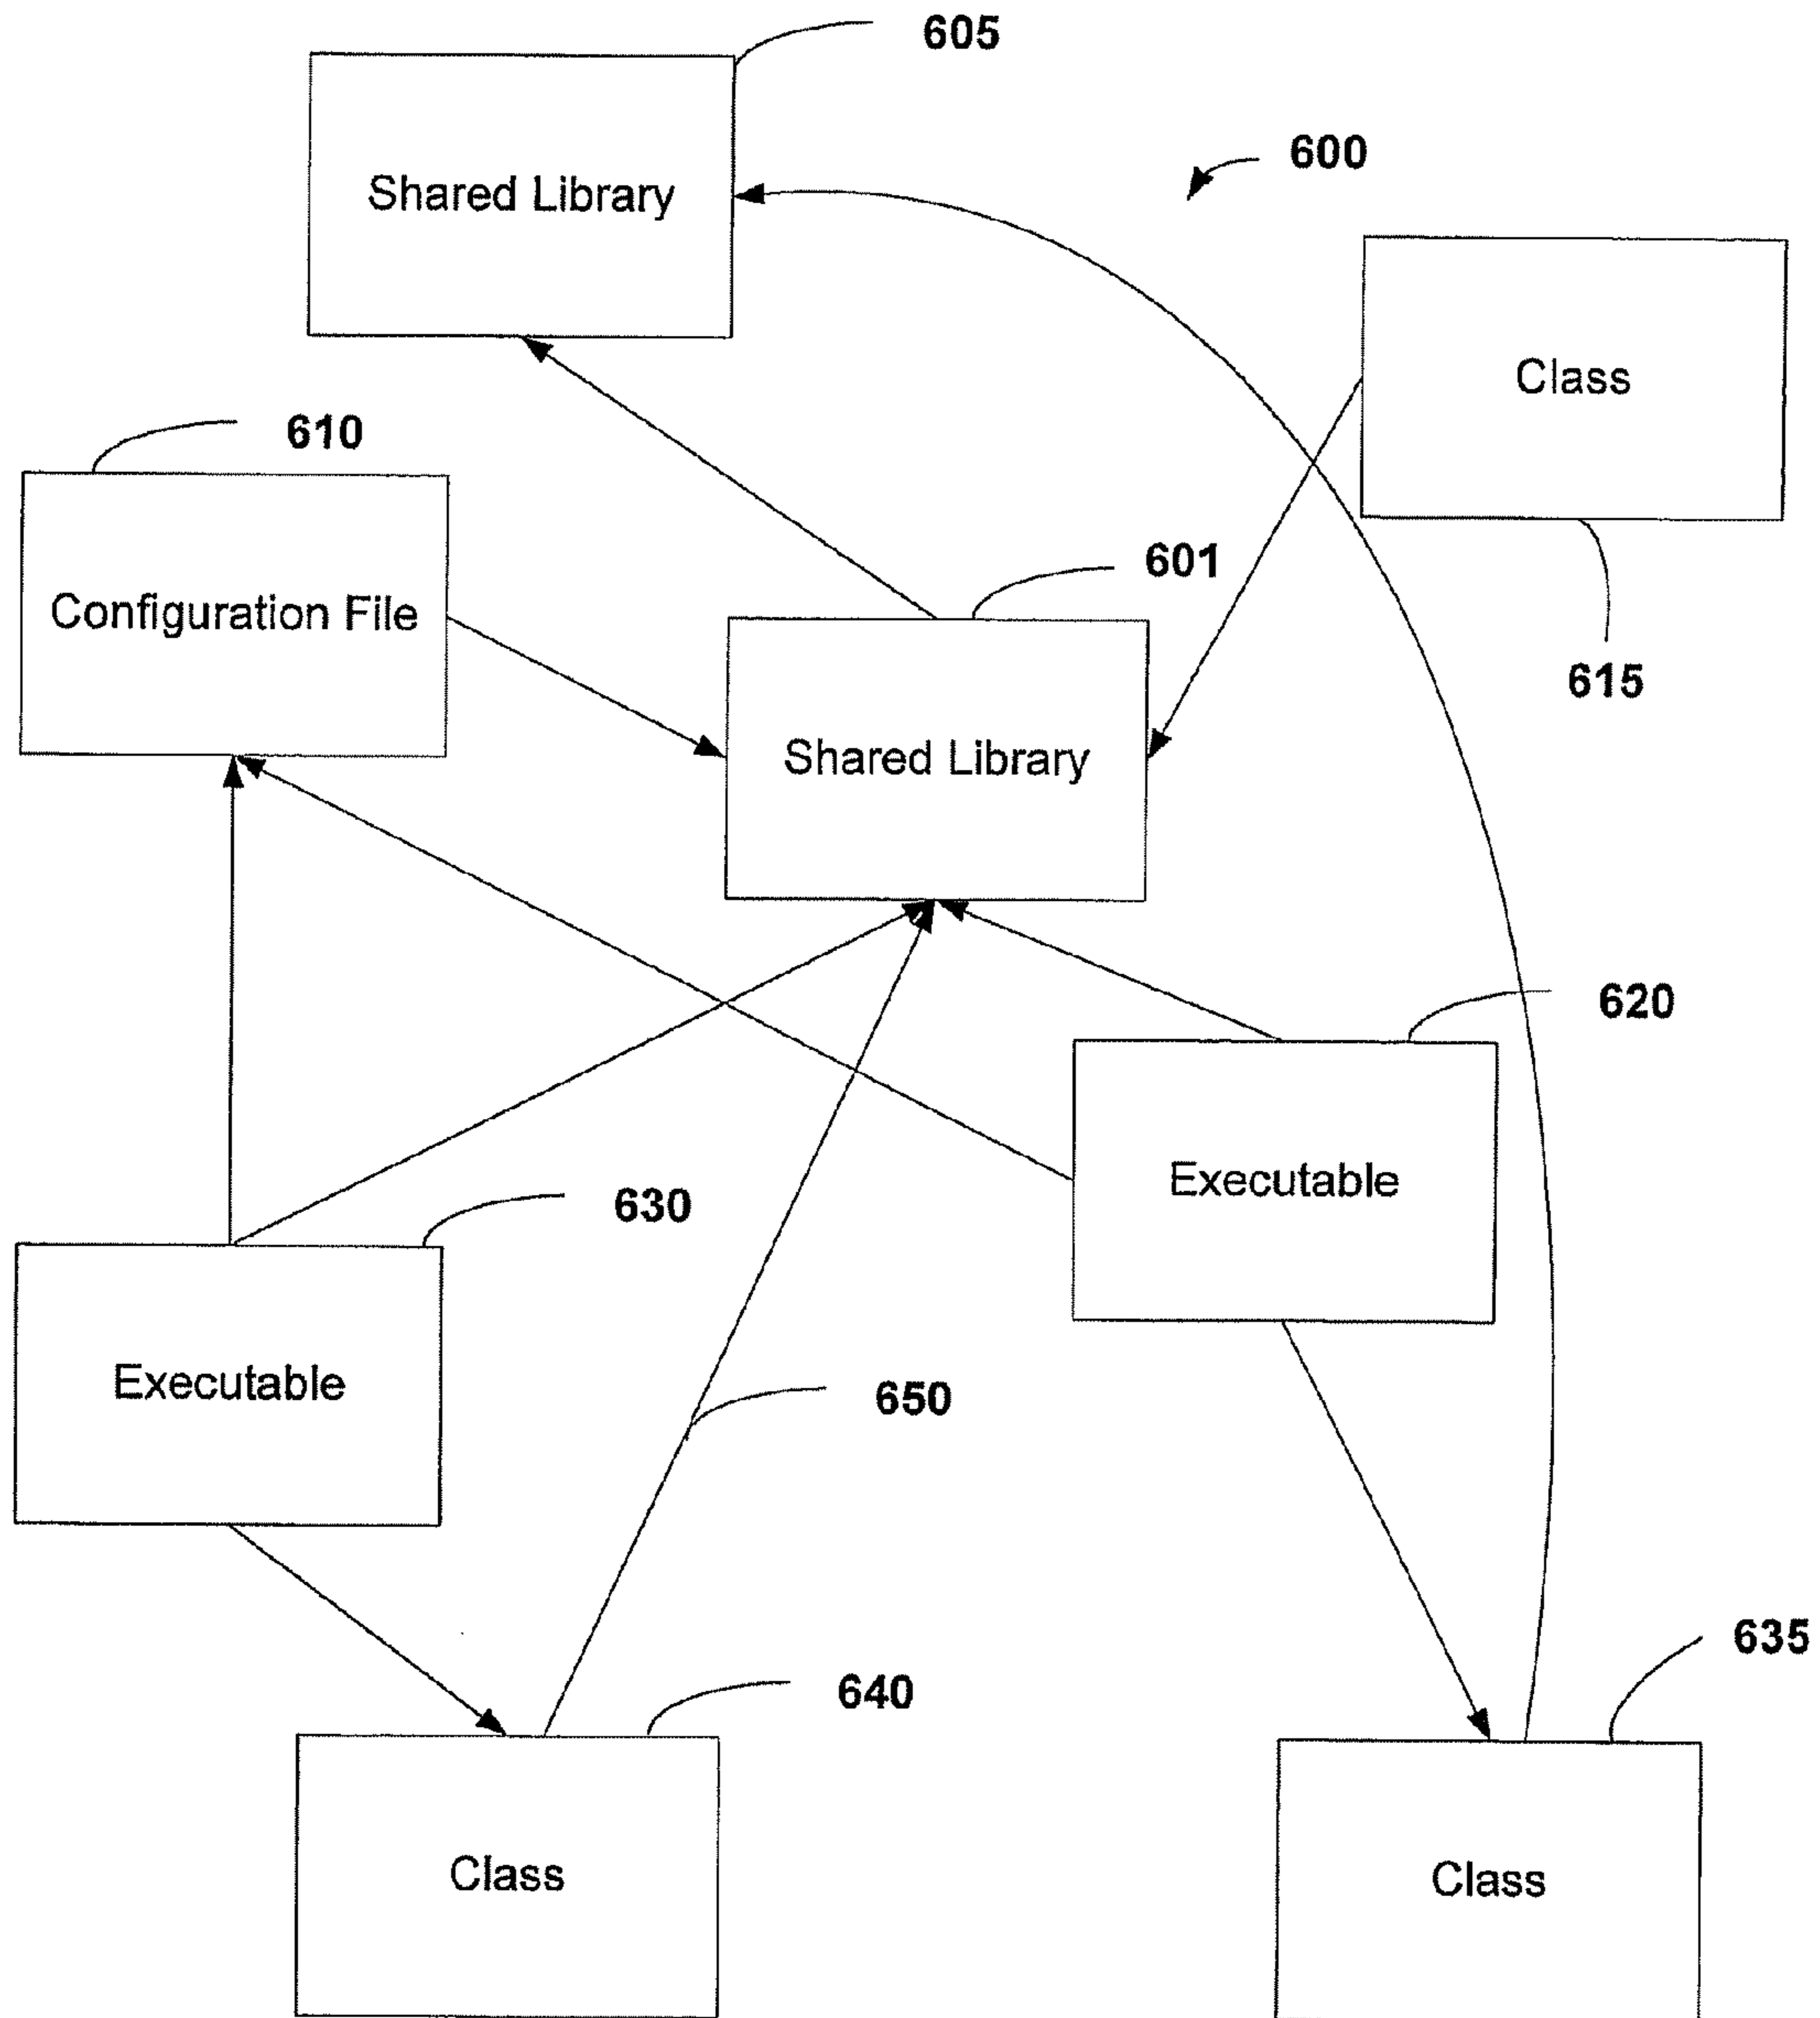 605
Shared Library
600
Class
610
Configuration File
601
615
Shared Library
620
Executable
630
Executable
650
635
640
Class
Class